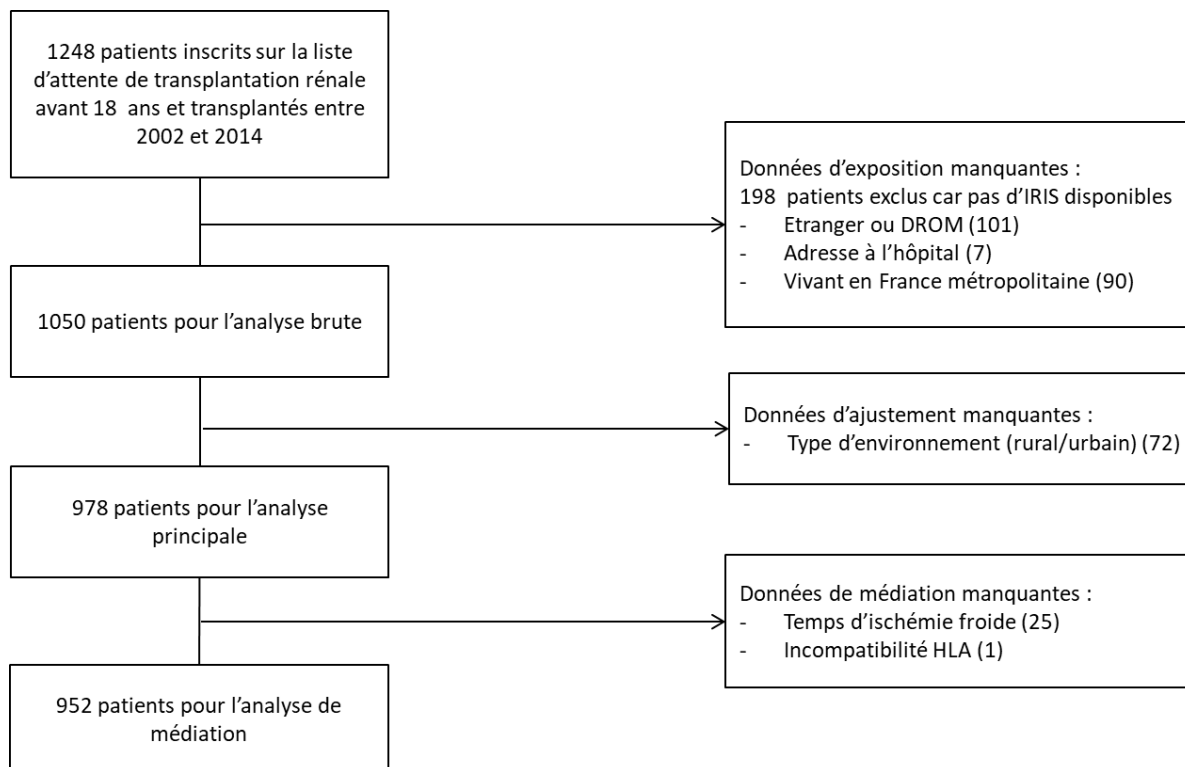 1248 patients inscrits sur la liste
d’attente de transplantation rénale
avant 18 ans et transplantés entre
2002 et 2014
Données d’exposition manquantes :
198 patients exclus car pas d’IRIS disponibles
- Etranger ou DROM (101)
- Adresse à l’hôpital (7)
- Vivant en France métropolitaine (90)
1050 patients pour l’analyse brute
Données d’ajustement manquantes :
- Type d’environnement (rural/urbain) (72)
978 patients pour l’analyse
principale
Données de médiation manquantes :
- Temps d’ischémie froide (25)
- Incompatibilité HLA (1)
952 patients pour l’analyse de
médiation